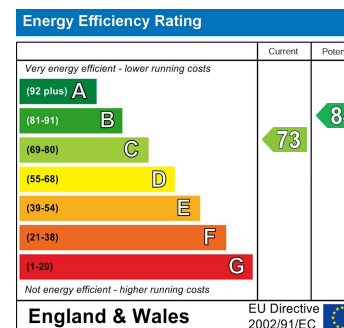 Energy Efficiency Rating
Current
Very energy efficient - lower running costs
(92 plus) A
(81-91) B
(69-80) C
73
(55-68) D
(39-54) E
(21-38) F
(1-20) G
Not energy efficient - higher running costs
England & Wales
EU Directive
2002/91/EC